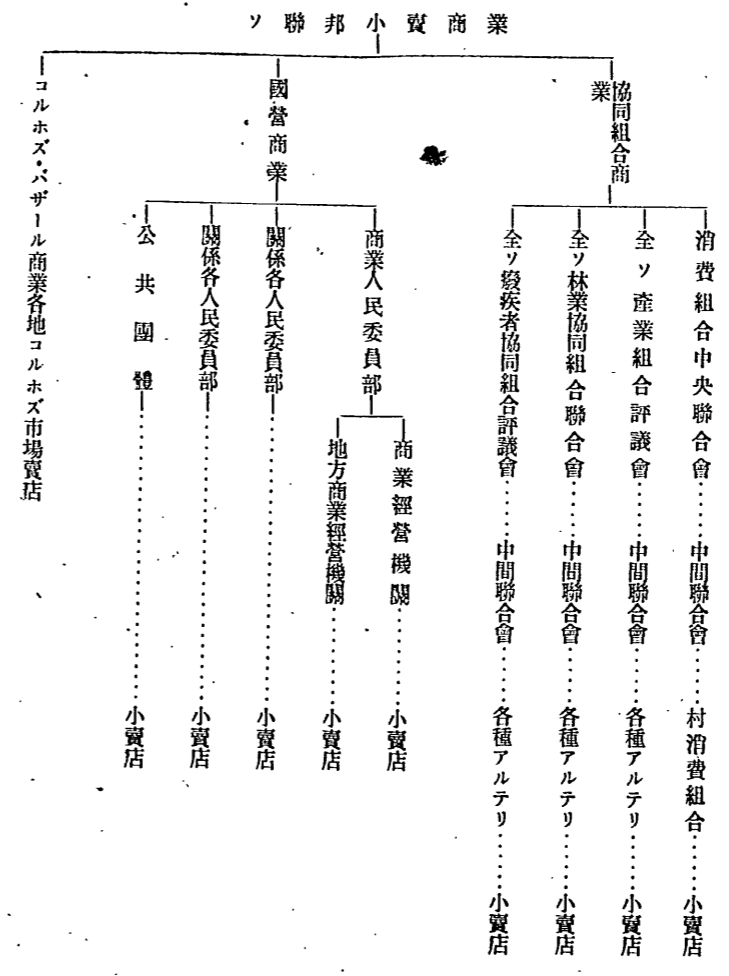 ソ聯邦小賣商業
協同組合商
業
消費組合中央聯合會……中間聯合會……村消費組合……小賣店
全ソ產業組合評議會……中間聯合會……各種アルテリ……小賣店
全ソ林業協同組合聯合會……中間聯合會……各種アルテリ……小賣店
全ソ癈疾者協同組合評議會……中間聯合會……各種アルテリ……小賣店
國營商業
商業人民委員部
商業經營機關……小賣店
地方商業經營機關……小賣店
關係各人民委員部……小賣店
關係各人民委員部……小賣店
公共團體……小賣店
コルホズ・バザール商業各地コルホズ市場賣店